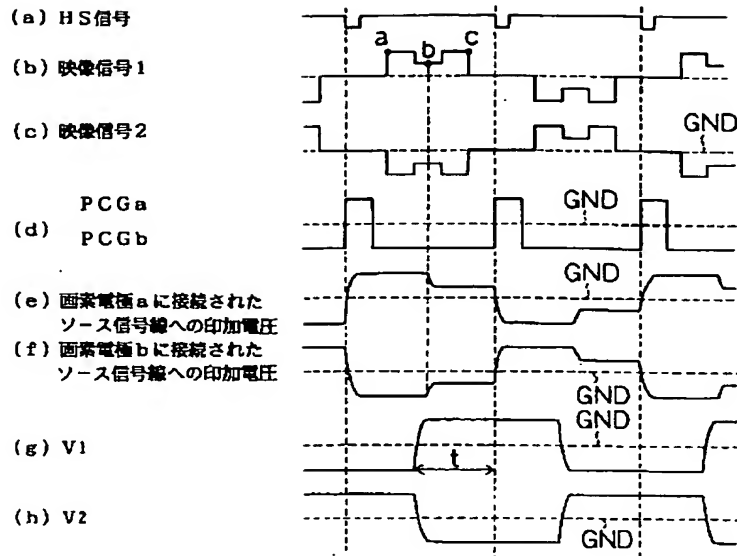 (a) HS信号
a b c
(b) 映像信号1
(c) 映像信号2
GND
PCGa
GND
(d)
PCGb
GND
(e) 画素電極aに接続された
ソース信号線への印加電圧
(f) 画素電極bに接続された
ソース信号線への印加電圧
GND
GND
(g) V1
t
(h) V2
GND